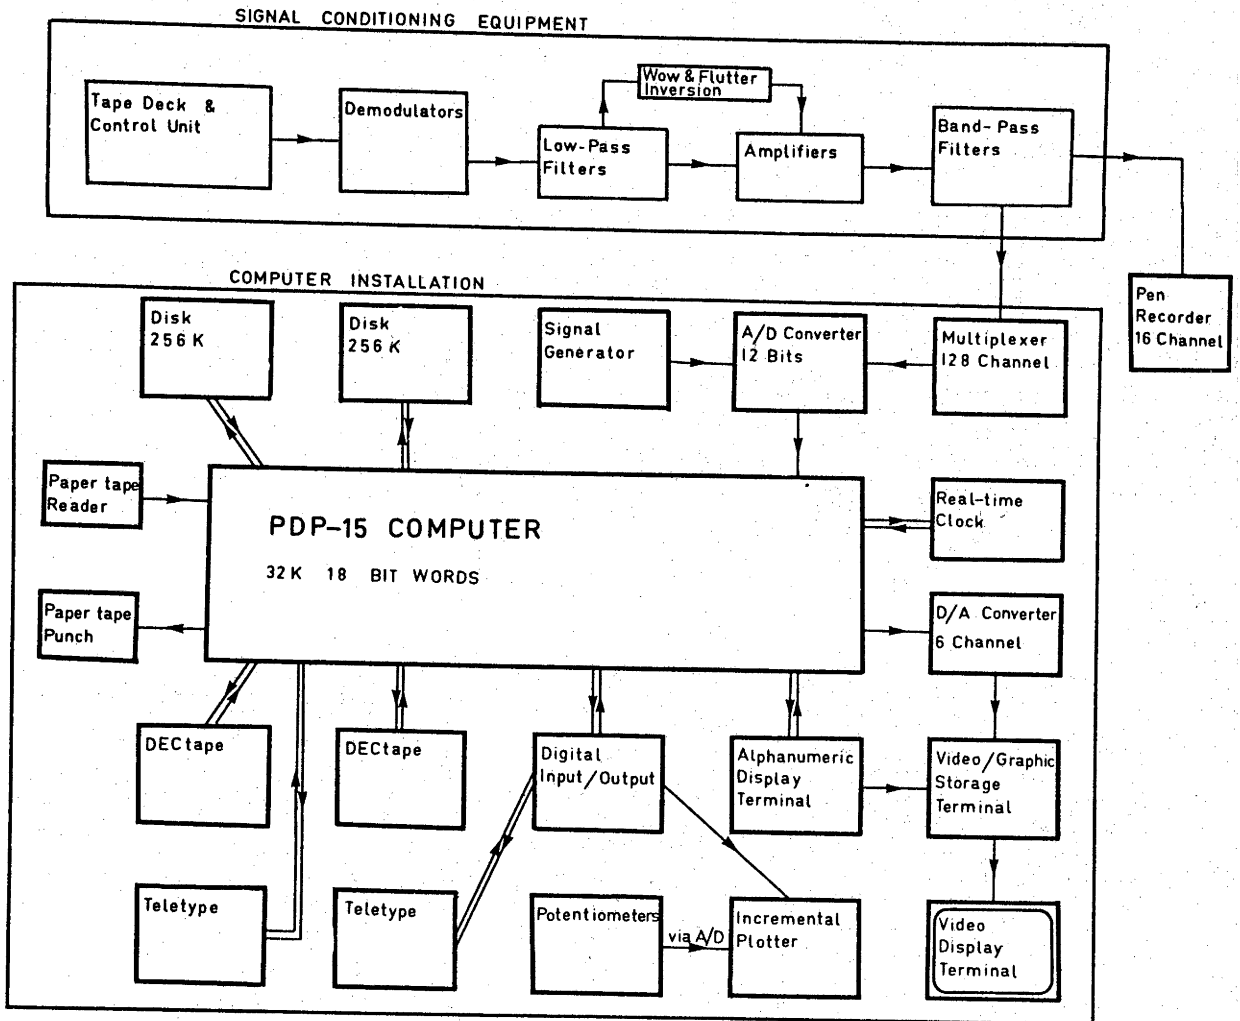 SIGNAL CONDITIONING EQUIPMENT
Tape Deck &
Control Unit
Demodulators
Low-Pass
Filters
Wow & Flutter
Inversion
Amplifiers
Band-Pass
Filters
Pen
Recorder
16 Channel
COMPUTER INSTALLATION
Disk
256 K
Disk
256 K
Signal
Generator
A/D Converter
12 Bits
Multiplexer
128 Channel
Paper tape
Reader
PDP-15 COMPUTER
32K 18 BIT WORDS
Real-time
Clock
Paper tape
Punch
D/A Converter
6 Channel
DECtape
DECtape
Digital
Input/Output
Alphanumeric
Display
Terminal
Video/Graphic
Storage
Terminal
Teletype
Teletype
Potentiometers
via A/D
Incremental
Plotter
Video
Display
Terminal